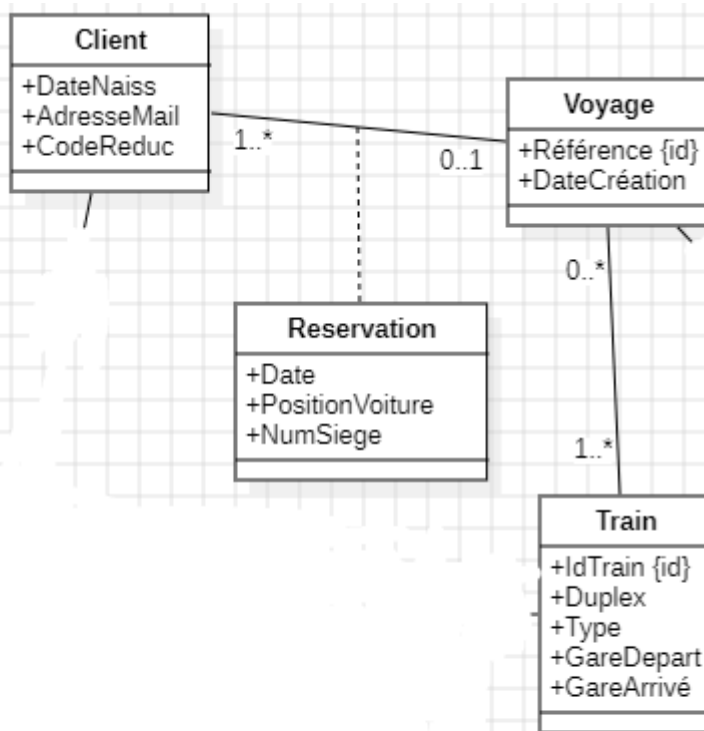 Client
+DateNaiss
+AdresseMail
+CodeReduc
1..*
0..1
Voyage
+Référence {id}
+DateCréation
Reservation
+Date
+PositionVoiture
+NumSiege
0..*
1..*
Train
+IdTrain {id}
+Duplex
+Type
+GareDepart
+GareArrivé